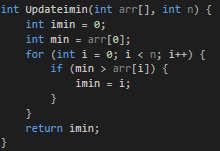 int Updateimin(int arr[], int n) {
    int imin = 0;
    int min = arr[0];
    for (int i = 0; i < n; i++) {
        if (min > arr[i]) {
            imin = i;
        }
    }
    return imin;
}